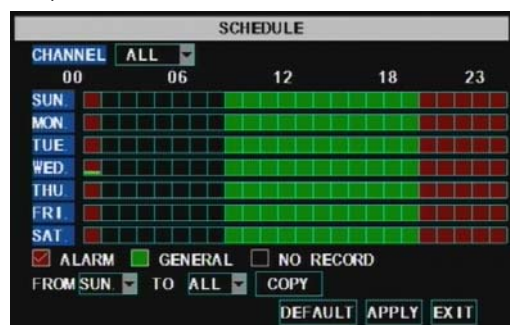 SCHEDULE
CHANNEL ALL
00 06 12 18 23
SUN.
MON.
TUE
WED.
THU.
FRI.
SAT.
ALARM GENERAL NO RECORD
FROM SUN. TO ALL COPY
DEFAULT APPLY EXIT